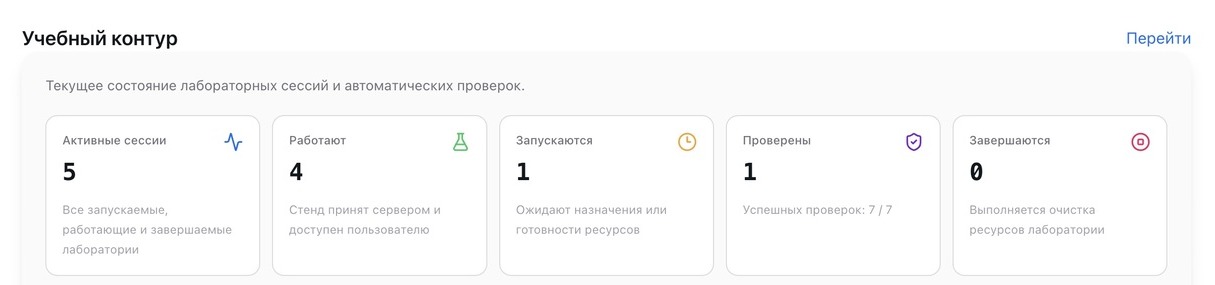 Учебный контур
Перейти
Текущее состояние лабораторных сессий и автоматических проверок.
Активные сессии
5
Все запускаемые,
работающие и завершаемые
лаборатории
Работают
4
Стенд принят сервером и
доступен пользователю
Запускаются
1
Ожидают назначения или
готовности ресурсов
Проверены
1
Успешных проверок: 7 / 7
Завершаются
0
Выполняется очистка
ресурсов лаборатории